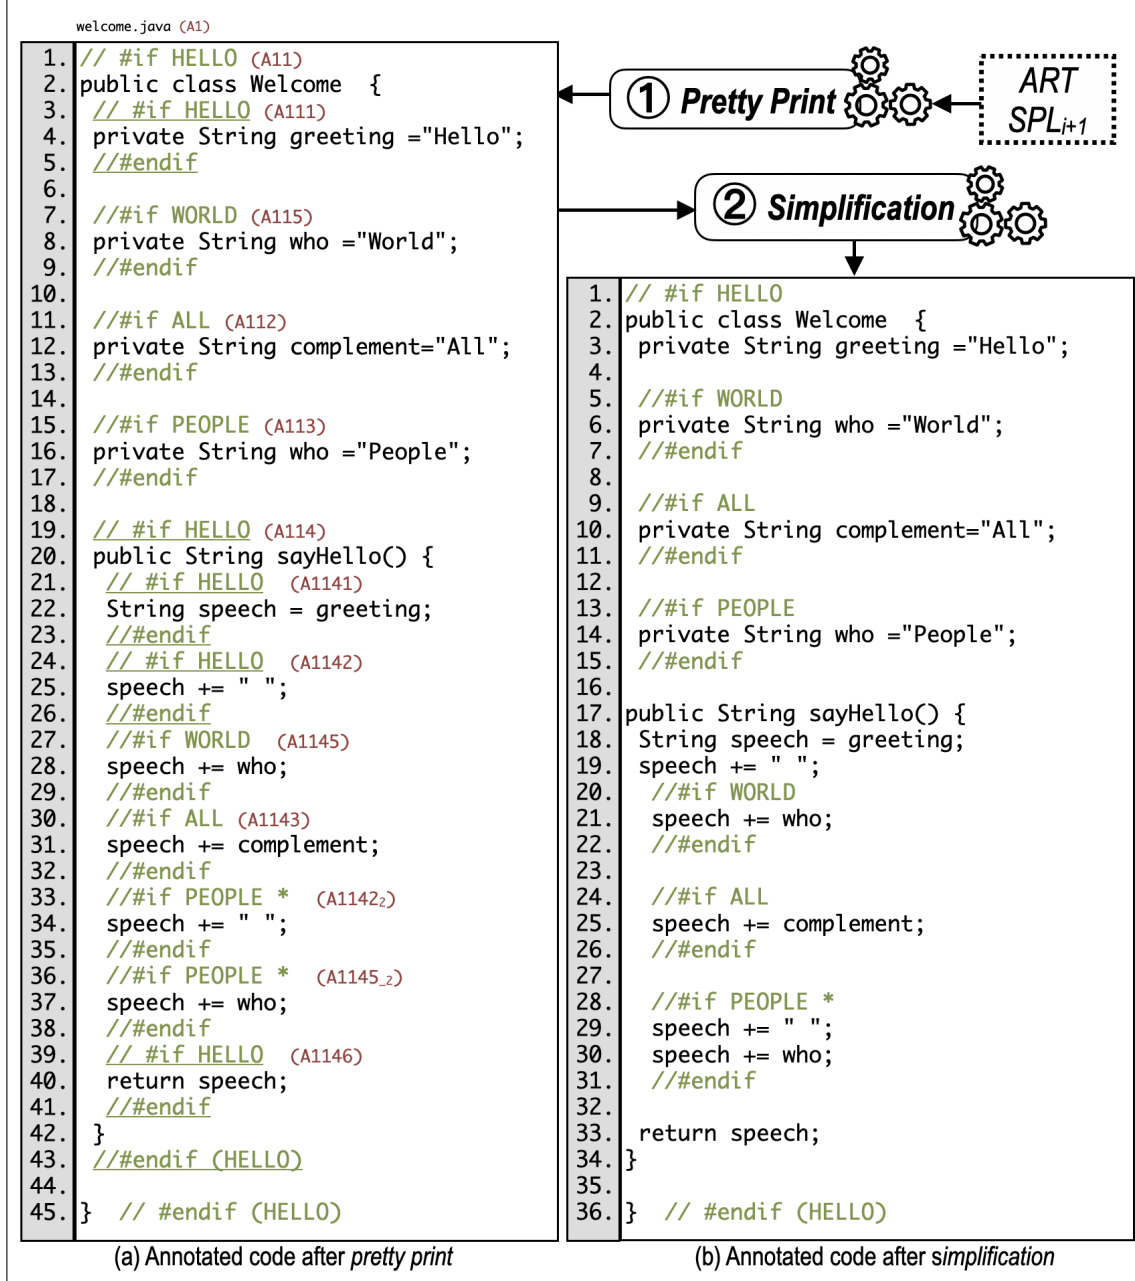 welcome.java (A1)
1. // #if HELLO (A11)
2. public class Welcome {
3. // #if HELLO (A111)
4. private String greeting ="Hello";
5. //#endif
6.
7. //#if WORLD (A115)
8. private String who ="World";
9. //#endif
10.
11. //#if ALL (A112)
12. private String complement="All";
13. //#endif
14.
15. //#if PEOPLE (A113)
16. private String who ="People";
17. //#endif
18.
19. // #if HELLO (A114)
20. public String sayHello() {
21. // #if HELLO (A1141)
22. String speech = greeting;
23. //#endif
24. // #if HELLO (A1142)
25. speech += " ";
26. //#endif
27. //#if WORLD (A1145)
28. speech += who;
29. //#endif
30. //#if ALL (A1143)
31. speech += complement;
32. //#endif
33. //#if PEOPLE * (A1142₂)
34. speech += " ";
35. //#endif
36. //#if PEOPLE * (A1145_₂)
37. speech += who;
38. //#endif
39. // #if HELLO (A1146)
40. return speech;
41. //#endif
42. }
43. //#endif (HELLO)
44.
45. } // #endif (HELLO)
(a) Annotated code after pretty print
① Pretty Print
ART
SPLi+1
② Simplification
1. // #if HELLO
2. public class Welcome {
3. private String greeting ="Hello";
4.
5. //#if WORLD
6. private String who ="World";
7. //#endif
8.
9. //#if ALL
10. private String complement="All";
11. //#endif
12.
13. //#if PEOPLE
14. private String who ="People";
15. //#endif
16.
17. public String sayHello() {
18. String speech = greeting;
19. speech += " ";
20. //#if WORLD
21. speech += who;
22. //#endif
23.
24. //#if ALL
25. speech += complement;
26. //#endif
27.
28. //#if PEOPLE *
29. speech += " ";
30. speech += who;
31. //#endif
32.
33. return speech;
34. }
35.
36. } // #endif (HELLO)
(b) Annotated code after simplification